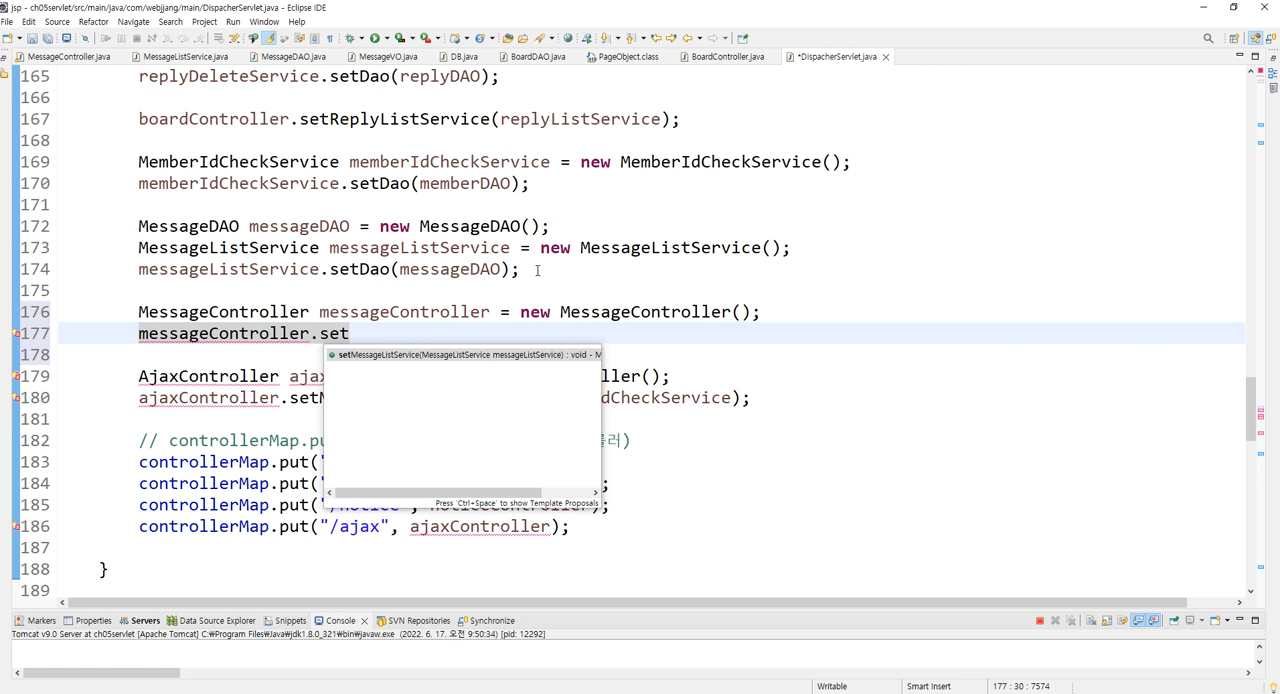 jsp - ch05servlet/src/main/java/com/webjjang/main/DispacherServlet.java - Eclipse IDE
File Edit Source Refactor Navigate Search Project Run Window Help
MessageController.java MessageListService.java MessageDAO.java MessageVO.java DB.java BoardDAO.java PageObject.class BoardController.java *DispacherServlet.java
165 replyDeleteService.setDao(replyDAO);
166
167 boardController.setReplyListService(replyListService);
168
169 MemberIdCheckService memberIdCheckService = new MemberIdCheckService();
170 memberIdCheckService.setDao(memberDAO);
171
172 MessageDAO messageDAO = new MessageDAO();
173 MessageListService messageListService = new MessageListService();
174 messageListService.setDao(messageDAO);
175
176 MessageController messageController = new MessageController();
177 messageController.set
setMessageListService(MessageListService messageListService) : void - M
178
179 AjaxController ajax ller();
180 ajaxController.setM dCheckService);
181
182 // controllerMap.pu 롤러)
183 controllerMap.put("
184 controllerMap.put(" ;
Press 'Ctrl+Space' to show Template Proposals
185 controllerMap.put("/notice", noticeController);
186 controllerMap.put("/ajax", ajaxController);
187
188 }
189
Markers Properties Servers Data Source Explorer Snippets Console SVN Repositories Synchronize
Tomcat v9.0 Server at ch05servlet [Apache Tomcat] C:₩Program Files₩Java₩jdk1.8.0_321₩bin₩javaw.exe (2022. 6. 17. 오전 9:50:34) [pid: 12292]
Writable Smart Insert 177 : 30 : 7574